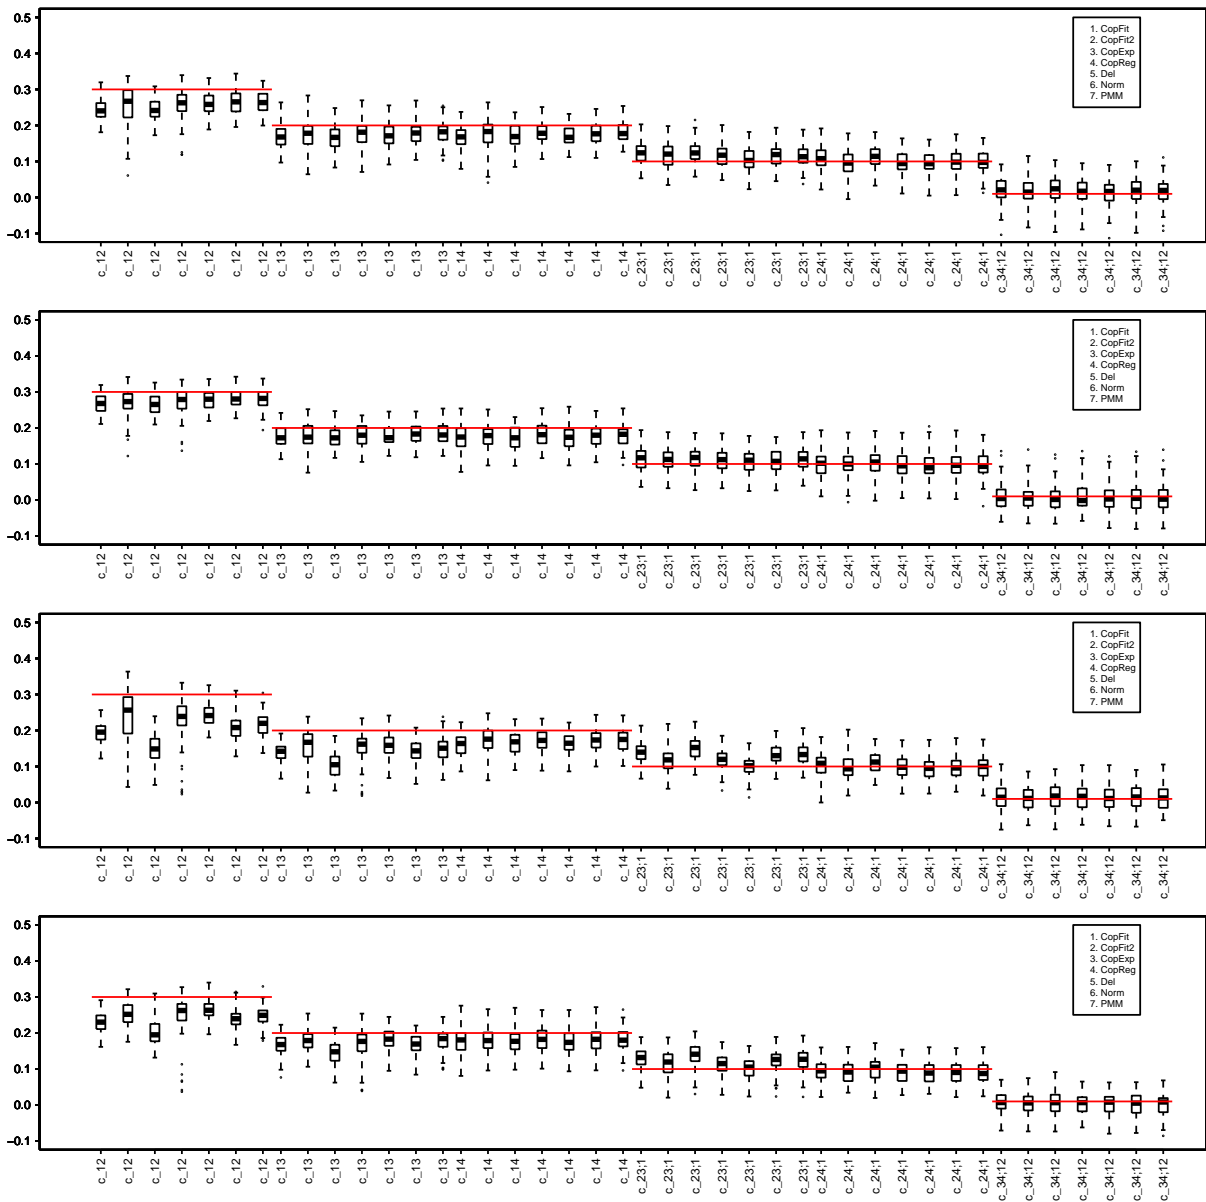 0.5
0.4
0.3
0.2
0.1
0.0
−0.1
1. CopFit
2. CopFit2
3. CopExp
4. CopReg
5. Del
6. Norm
7. PMM
c_12 c_12 c_12 c_12 c_12 c_12 c_12 c_13 c_13 c_13 c_13 c_13 c_13 c_13 c_14 c_14 c_14 c_14 c_14 c_14 c_14 c_23;1 c_23;1 c_23;1 c_23;1 c_23;1 c_23;1 c_23;1 c_24;1 c_24;1 c_24;1 c_24;1 c_24;1 c_24;1 c_24;1 c_34;12 c_34;12 c_34;12 c_34;12 c_34;12 c_34;12 c_34;12
0.5
0.4
0.3
0.2
0.1
0.0
−0.1
1. CopFit
2. CopFit2
3. CopExp
4. CopReg
5. Del
6. Norm
7. PMM
c_12 c_12 c_12 c_12 c_12 c_12 c_12 c_13 c_13 c_13 c_13 c_13 c_13 c_13 c_14 c_14 c_14 c_14 c_14 c_14 c_14 c_23;1 c_23;1 c_23;1 c_23;1 c_23;1 c_23;1 c_23;1 c_24;1 c_24;1 c_24;1 c_24;1 c_24;1 c_24;1 c_24;1 c_34;12 c_34;12 c_34;12 c_34;12 c_34;12 c_34;12 c_34;12
0.5
0.4
0.3
0.2
0.1
0.0
−0.1
1. CopFit
2. CopFit2
3. CopExp
4. CopReg
5. Del
6. Norm
7. PMM
c_12 c_12 c_12 c_12 c_12 c_12 c_12 c_13 c_13 c_13 c_13 c_13 c_13 c_13 c_14 c_14 c_14 c_14 c_14 c_14 c_14 c_23;1 c_23;1 c_23;1 c_23;1 c_23;1 c_23;1 c_23;1 c_24;1 c_24;1 c_24;1 c_24;1 c_24;1 c_24;1 c_24;1 c_34;12 c_34;12 c_34;12 c_34;12 c_34;12 c_34;12 c_34;12
0.5
0.4
0.3
0.2
0.1
0.0
−0.1
1. CopFit
2. CopFit2
3. CopExp
4. CopReg
5. Del
6. Norm
7. PMM
c_12 c_12 c_12 c_12 c_12 c_12 c_12 c_13 c_13 c_13 c_13 c_13 c_13 c_13 c_14 c_14 c_14 c_14 c_14 c_14 c_14 c_23;1 c_23;1 c_23;1 c_23;1 c_23;1 c_23;1 c_23;1 c_24;1 c_24;1 c_24;1 c_24;1 c_24;1 c_24;1 c_24;1 c_34;12 c_34;12 c_34;12 c_34;12 c_34;12 c_34;12 c_34;12